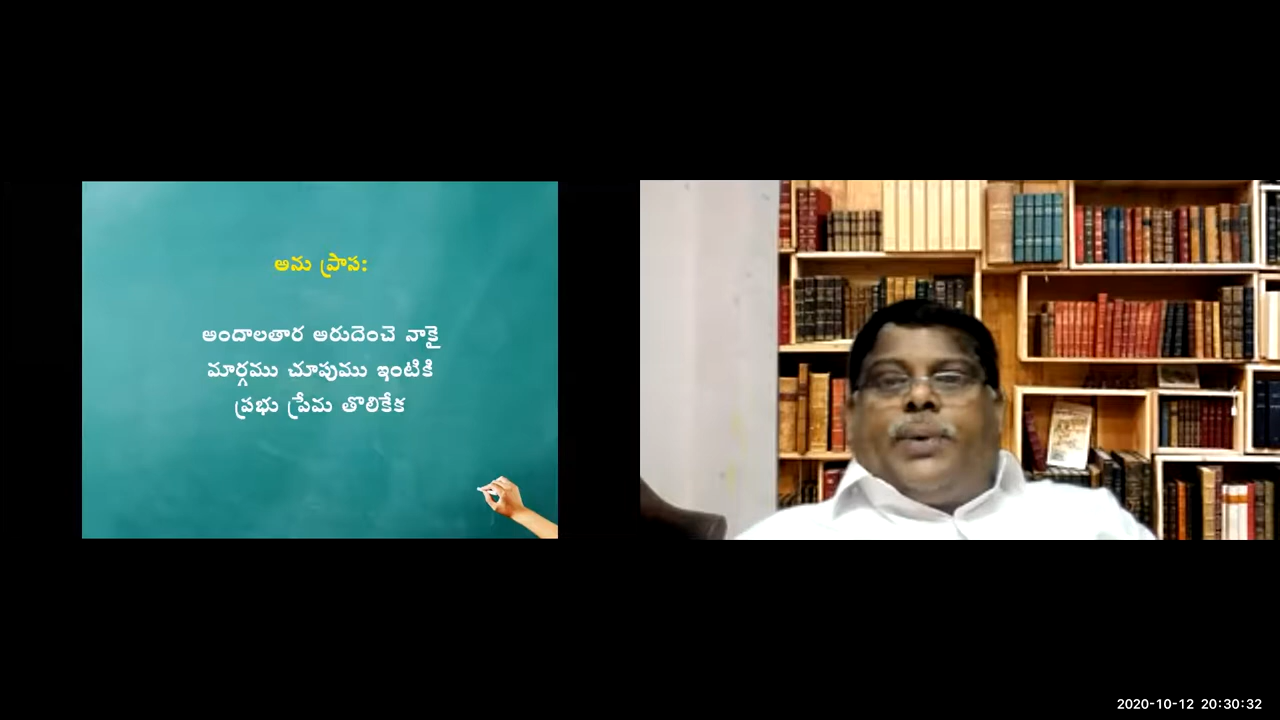 అను ప్రాప:
అందాలతార అరుదెంచె నాకై
మార్గము చూపుము ఇంటికి
ప్రభు ప్రేమ తొలికేక
2020-10-12 20:30:32